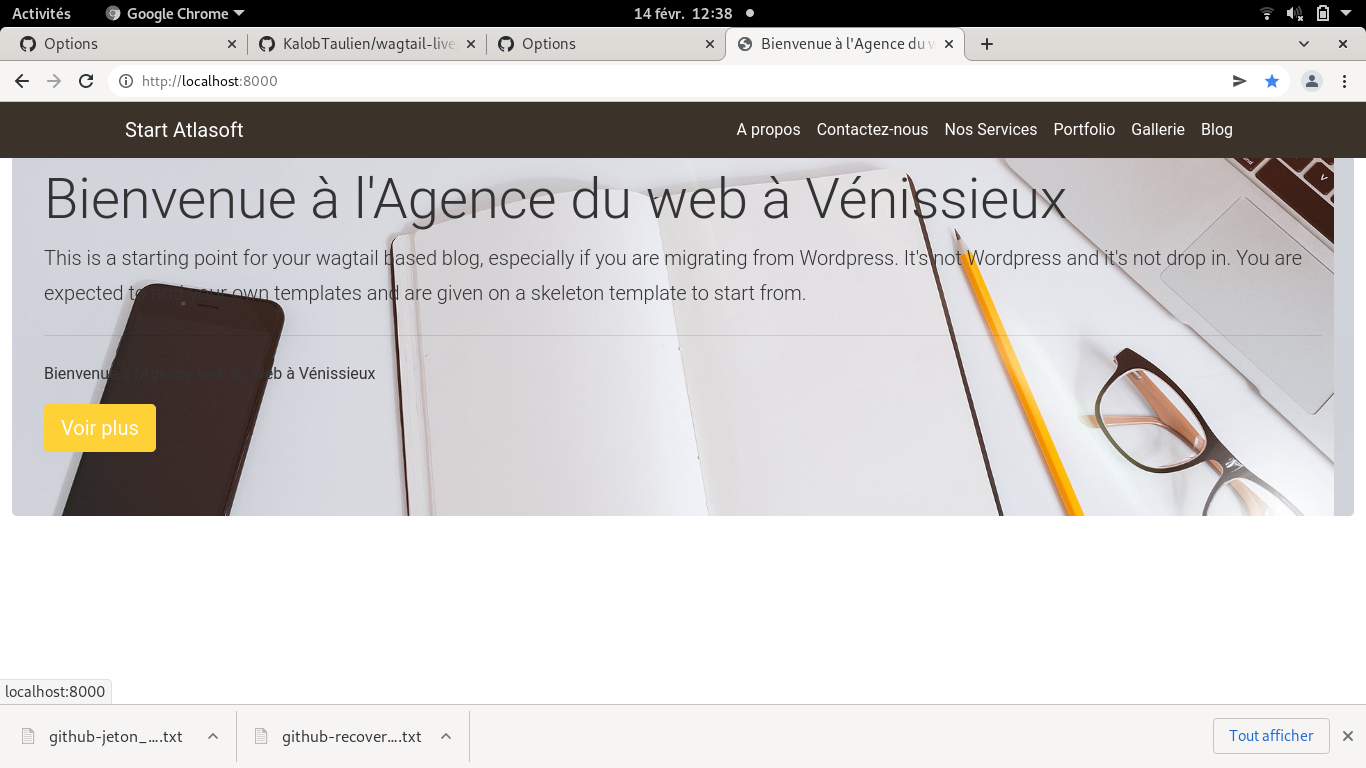 Activités
Google Chrome
14 févr. 12:38
Options
KalobTaulien/wagtail-live
Options
Bienvenue à l'Agence du w
http://localhost:8000
Start Atlasoft
A propos
Contactez-nous
Nos Services
Portfolio
Gallerie
Blog
Bienvenue à l'Agence du web à Vénissieux
This is a starting point for your wagtail based blog, especially if you are migrating from Wordpress. It's not Wordpress and it's not drop in. You are
expected to add your own templates and are given on a skeleton template to start from.
Bienvenue à l'Agence web du web à Vénissieux
Voir plus
localhost:8000
github-jeton_....txt
github-recover....txt
Tout afficher